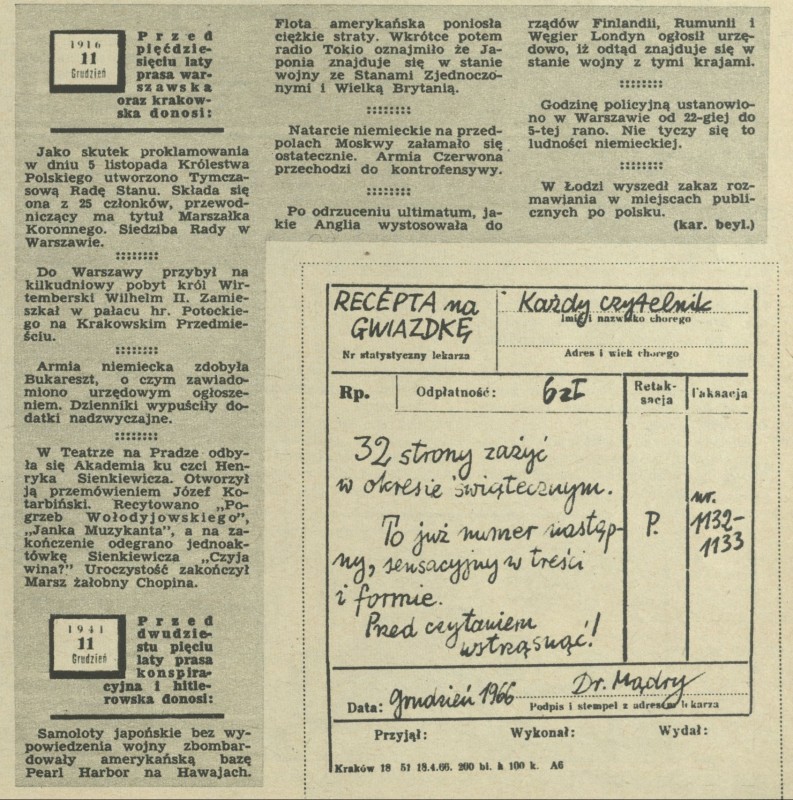 1916
11
Grudzień
Przed
pięćdzie-
sięciu laty
prasa war-
szawska
oraz krakow-
ska donosi:
Jako skutek proklamowania
w dniu 5 listopada Królestwa
Polskiego utworzono Tymcza-
sową Radę Stanu. Składa się
ona z 25 członków, przewod-
niczący ma tytuł Marszałka
Koronnego. Siedziba Rady w
Warszawie.
Do Warszawy przybył na
kilkudniowy pobyt król Wir-
temberski Wilhelm II. Zamie-
szkał w pałacu hr. Potockie-
go na Krakowskim Przedmie-
ściu.
Armia niemiecka zdobyła
Bukareszt, o czym zawiado-
miono urzędowym ogłosze-
niem. Dzienniki wypuściły do-
datki nadzwyczajne.
W Teatrze na Pradze odby-
ła się Akademia ku czci Hen-
ryka Sienkiewicza. Otworzył
ją przemówieniem Józef Ko-
tarbiński. Recytowano „Po-
grzeb Wołodyjowskiego",
„Janka Muzykanta", a na za-
kończenie odegrano jednoak-
tówkę Sienkiewicza „Czyja
wina?" Uroczystość zakończył
Marsz żałobny Chopina.
1941
11
Grudzień
Przed
dwudzie-
stu pięciu
laty prasa
konspira-
cyjna i hitle-
rowska donosi:
Samoloty japońskie bez wy-
powiedzenia wojny zbombar-
dowały amerykańską bazę
Pearl Harbor na Hawajach.
Flota amerykańska poniosła
ciężkie straty. Wkrótce potem
radio Tokio oznajmiło że Ja-
ponia znajduje się w stanie
wojny ze Stanami Zjednoczo-
nymi i Wielką Brytanią.
Natarcie niemieckie na przed-
polach Moskwy załamało się
ostatecznie. Armia Czerwona
przechodzi do kontrofensywy.
Po odrzuceniu ultimatum, ja-
kie Anglia wystosowała do
rządów Finlandii, Rumunii i
Węgier Londyn ogłosił urzę-
dowo, iż odtąd znajduje się w
stanie wojny z tymi krajami.
Godzinę policyjną ustanowio-
no w Warszawie od 22-giej do
5-tej rano. Nie tyczy się to
ludności niemieckiej.
W Łodzi wyszedł zakaz roz-
mawiania w miejscach publi-
cznych po polsku.
(kar. beyl.)
RECEPTA na
GWIAZDKĘ
Nr statystyczny lekarza
Każdy czytelnik
Imię i nazwisko chorego
Adres i wiek chorego
Rp.
Odpłatność: 6 zł
Retak-
sacja
Taksacja
32 strony zażyć
w okresie świątecznym.
To już numer nastąp-
ny, sensacyjny w treści
i formie.
Przed czytaniem
wstrząsnąć!
P.
nr.
1132-
1133
Data: grudzień 1966
Dr. Mądry
Podpis i stempel z adresem lekarza
Przyjął: Wykonał: Wydał:
Kraków 18 51 18.4.66. 200 bl. à 100 k. A6